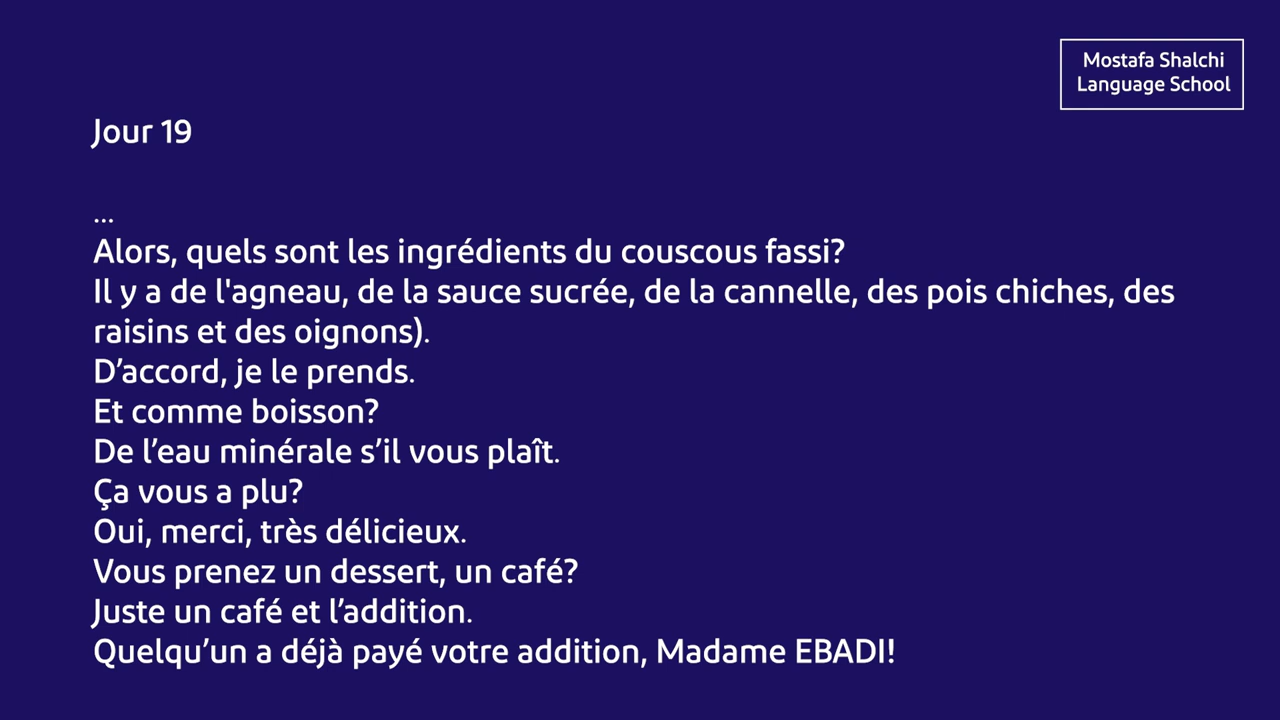 Mostafa Shalchi
Language School
Jour 19
...
Alors, quels sont les ingrédients du couscous fassi?
Il y a de l'agneau, de la sauce sucrée, de la cannelle, des pois chiches, des
raisins et des oignons).
D’accord, je le prends.
Et comme boisson?
De l’eau minérale s’il vous plaît.
Ça vous a plu?
Oui, merci, très délicieux.
Vous prenez un dessert, un café?
Juste un café et l’addition.
Quelqu’un a déjà payé votre addition, Madame EBADI!